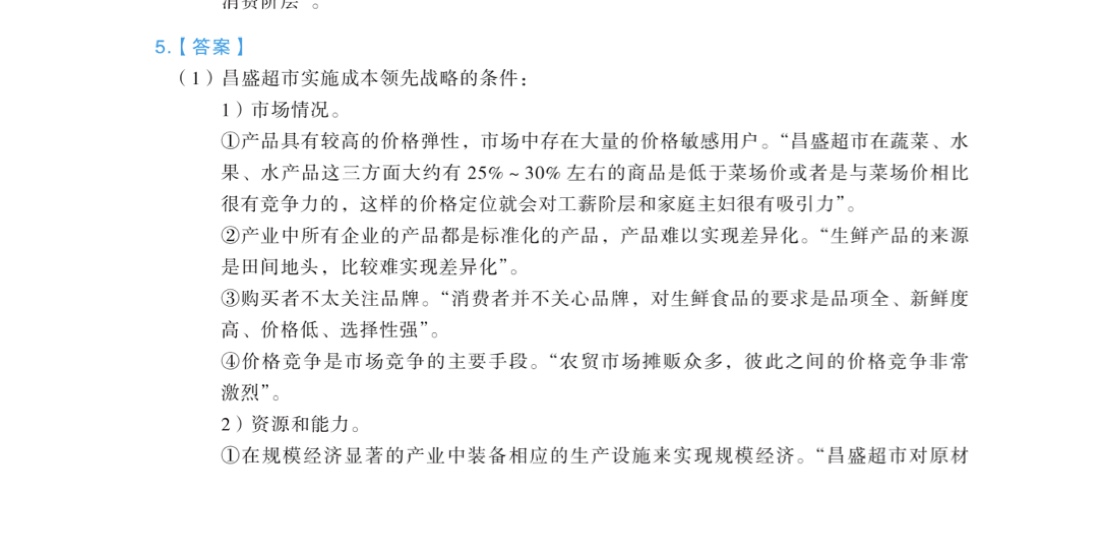 消费阶层”。
5.【答案】
（1）昌盛超市实施成本领先战略的条件：
1）市场情况。
①产品具有较高的价格弹性，市场中存在大量的价格敏感用户。“昌盛超市在蔬菜、水
果、水产品这三方面大约有 25% ~ 30% 左右的商品是低于菜场价或者是与菜场价相比
很有竞争力的，这样的价格定位就会对工薪阶层和家庭主妇很有吸引力”。
②产业中所有企业的产品都是标准化的产品，产品难以实现差异化。“生鲜产品的来源
是田间地头，比较难实现差异化”。
③购买者不太关注品牌。“消费者并不关心品牌，对生鲜食品的要求是品项全、新鲜度
高、价格低、选择性强”。
④价格竞争是市场竞争的主要手段。“农贸市场摊贩众多，彼此之间的价格竞争非常
激烈”。
2）资源和能力。
①在规模经济显著的产业中装备相应的生产设施来实现规模经济。“昌盛超市对原材